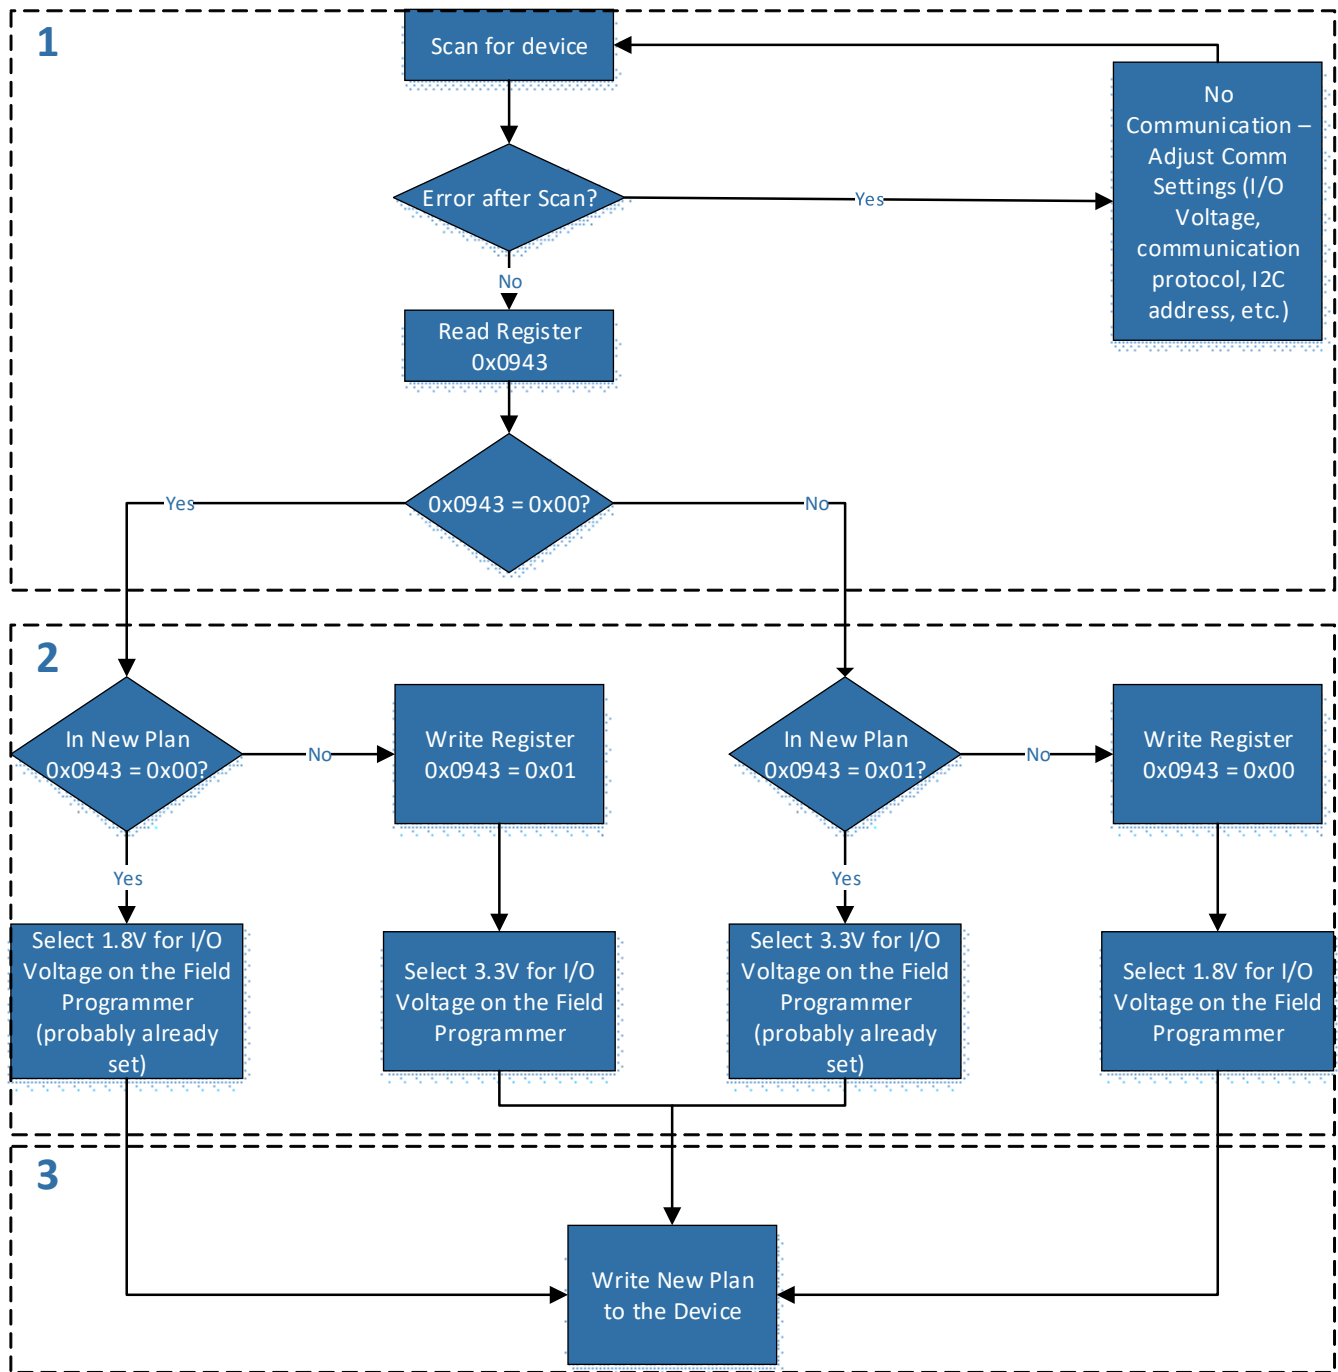 1
Scan for device
No
Communication –
Adjust Comm
Settings (I/O
Voltage,
communication
protocol, I2C
address, etc.)
Error after Scan?
Yes
No
Read Register
0x0943
0x0943 = 0x00?
Yes
No
2
In New Plan
0x0943 = 0x00?
No
Write Register
0x0943 = 0x01
In New Plan
0x0943 = 0x01?
No
Write Register
0x0943 = 0x00
Yes
Yes
Select 1.8V for I/O
Voltage on the Field
Programmer
(probably already
set)
Select 3.3V for I/O
Voltage on the Field
Programmer
Select 3.3V for I/O
Voltage on the Field
Programmer
(probably already
set)
Select 1.8V for I/O
Voltage on the Field
Programmer
3
Write New Plan
to the Device